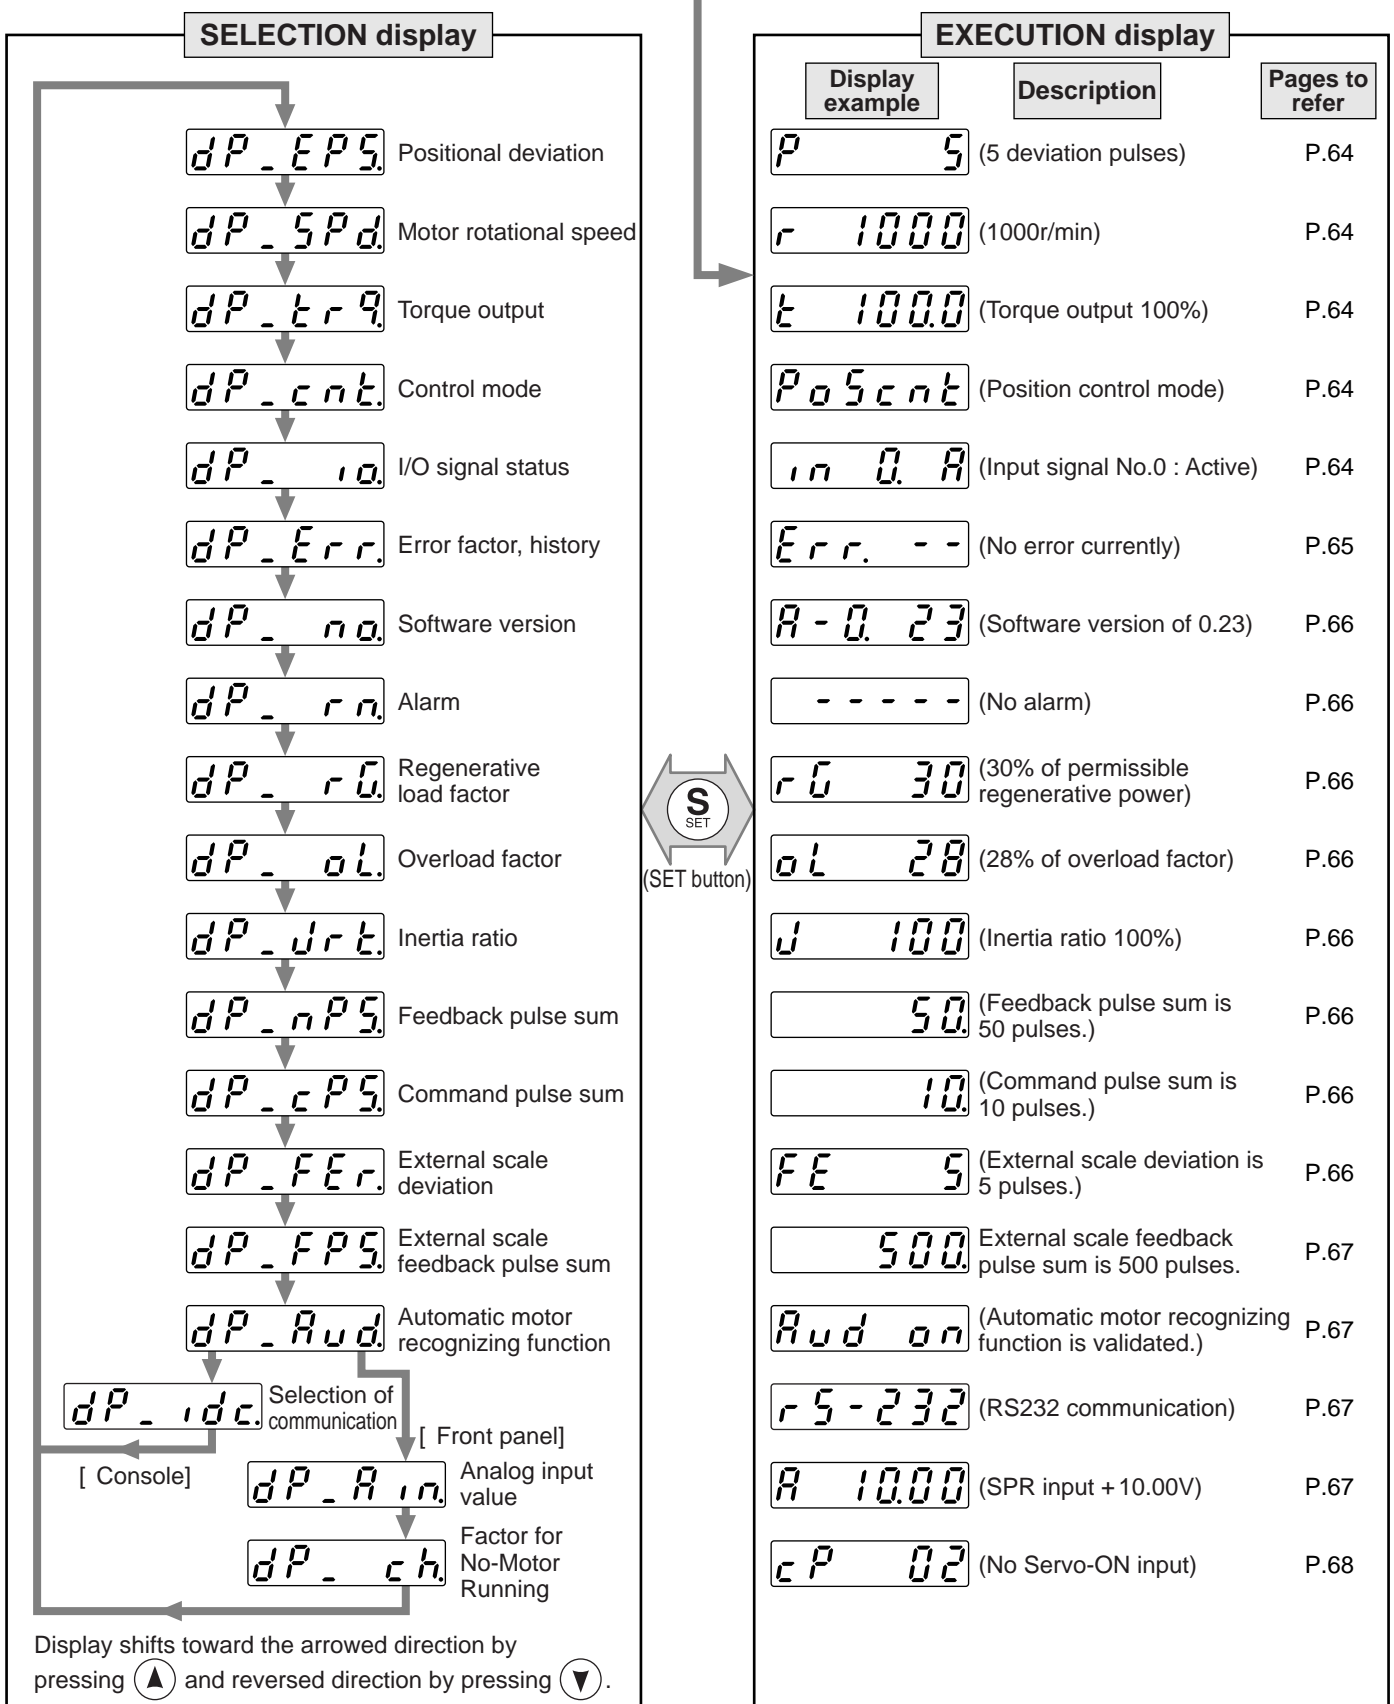 SELECTION display
dP_EPS. Positional deviation
dP_SPd. Motor rotational speed
dP_trq. Torque output
dP_cnt. Control mode
dP_ io. I/O signal status
dP_Err. Error factor, history
dP_ no. Software version
dP_ rn. Alarm
dP_ rG. Regenerative
load factor
dP_ oL. Overload factor
dP_Jrt. Inertia ratio
dP_nPS. Feedback pulse sum
dP_cPS. Command pulse sum
dP_FEr. External scale
deviation
dP_FPS. External scale
feedback pulse sum
dP_Aud. Automatic motor
recognizing function
dP_ idc. Selection of
communication
[ Console]
[ Front panel]
dP_Ain. Analog input
value
dP_ ch. Factor for
No-Motor
Running
Display shifts toward the arrowed direction by
pressing ▲ and reversed direction by pressing ▼.
S
SET
(SET button)
EXECUTION display
Display
example
Description
Pages to
refer
P 5 (5 deviation pulses) P.64
r 1000 (1000r/min) P.64
t 100.0 (Torque output 100%) P.64
PoScnt (Position control mode) P.64
in 0. A (Input signal No.0 : Active) P.64
Err. -- (No error currently) P.65
A-0. 23 (Software version of 0.23) P.66
----- (No alarm) P.66
rG 30 (30% of permissible
regenerative power) P.66
oL 28 (28% of overload factor) P.66
J 100 (Inertia ratio 100%) P.66
50. (Feedback pulse sum is
50 pulses.) P.66
10. (Command pulse sum is
10 pulses.) P.66
FE 5 (External scale deviation is
5 pulses.) P.66
500. External scale feedback
pulse sum is 500 pulses. P.67
Aud on (Automatic motor recognizing
function is validated.) P.67
rS-232 (RS232 communication) P.67
A 10.00 (SPR input +10.00V) P.67
cP 02 (No Servo-ON input) P.68